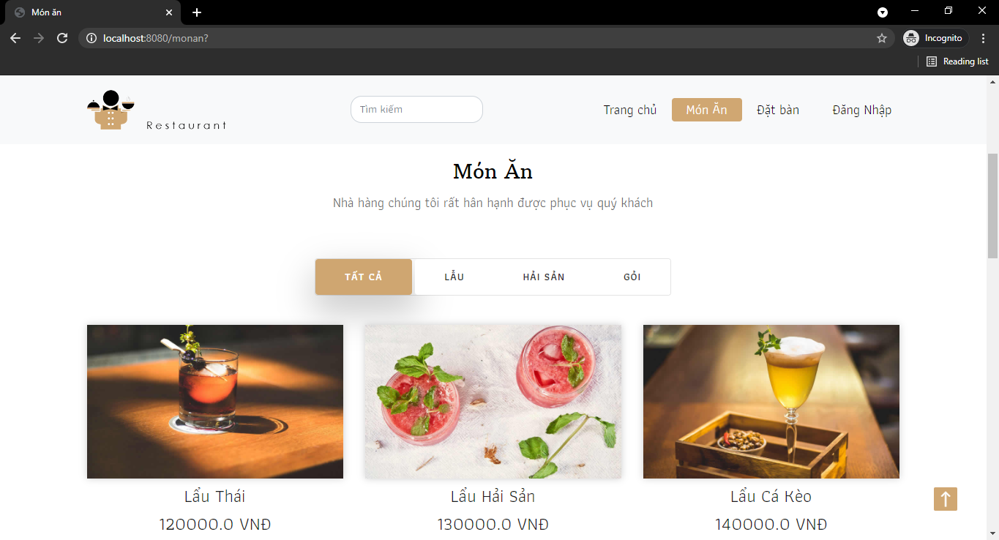 Món ăn
localhost:8080/monan?
Incognito
Reading list
Restaurant
Tìm kiếm
Trang chủ
Món Ăn
Đặt bàn
Đăng Nhập
Món Ăn
Nhà hàng chúng tôi rất hân hạnh được phục vụ quý khách
TẤT CẢ
LẨU
HẢI SẢN
GỎI
Lẩu Thái
Lẩu Hải Sản
Lẩu Cá Kèo
120000.0 VNĐ
130000.0 VNĐ
140000.0 VNĐ